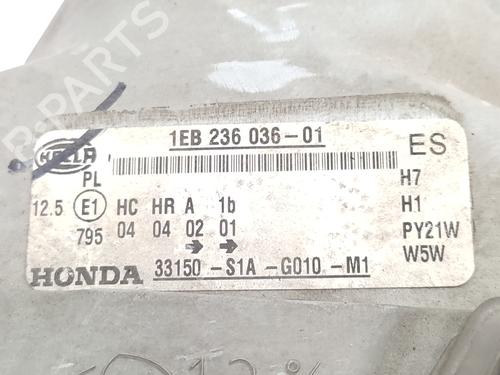 B-PARTS
1EB 236 036-01
ES
HELLA
PL
H7
12.5 E1 HC HR A 1b
H1
795 04 04 02 01
PY21W
→ →
W5W
HONDA 33150 -S1A -G010 -M1